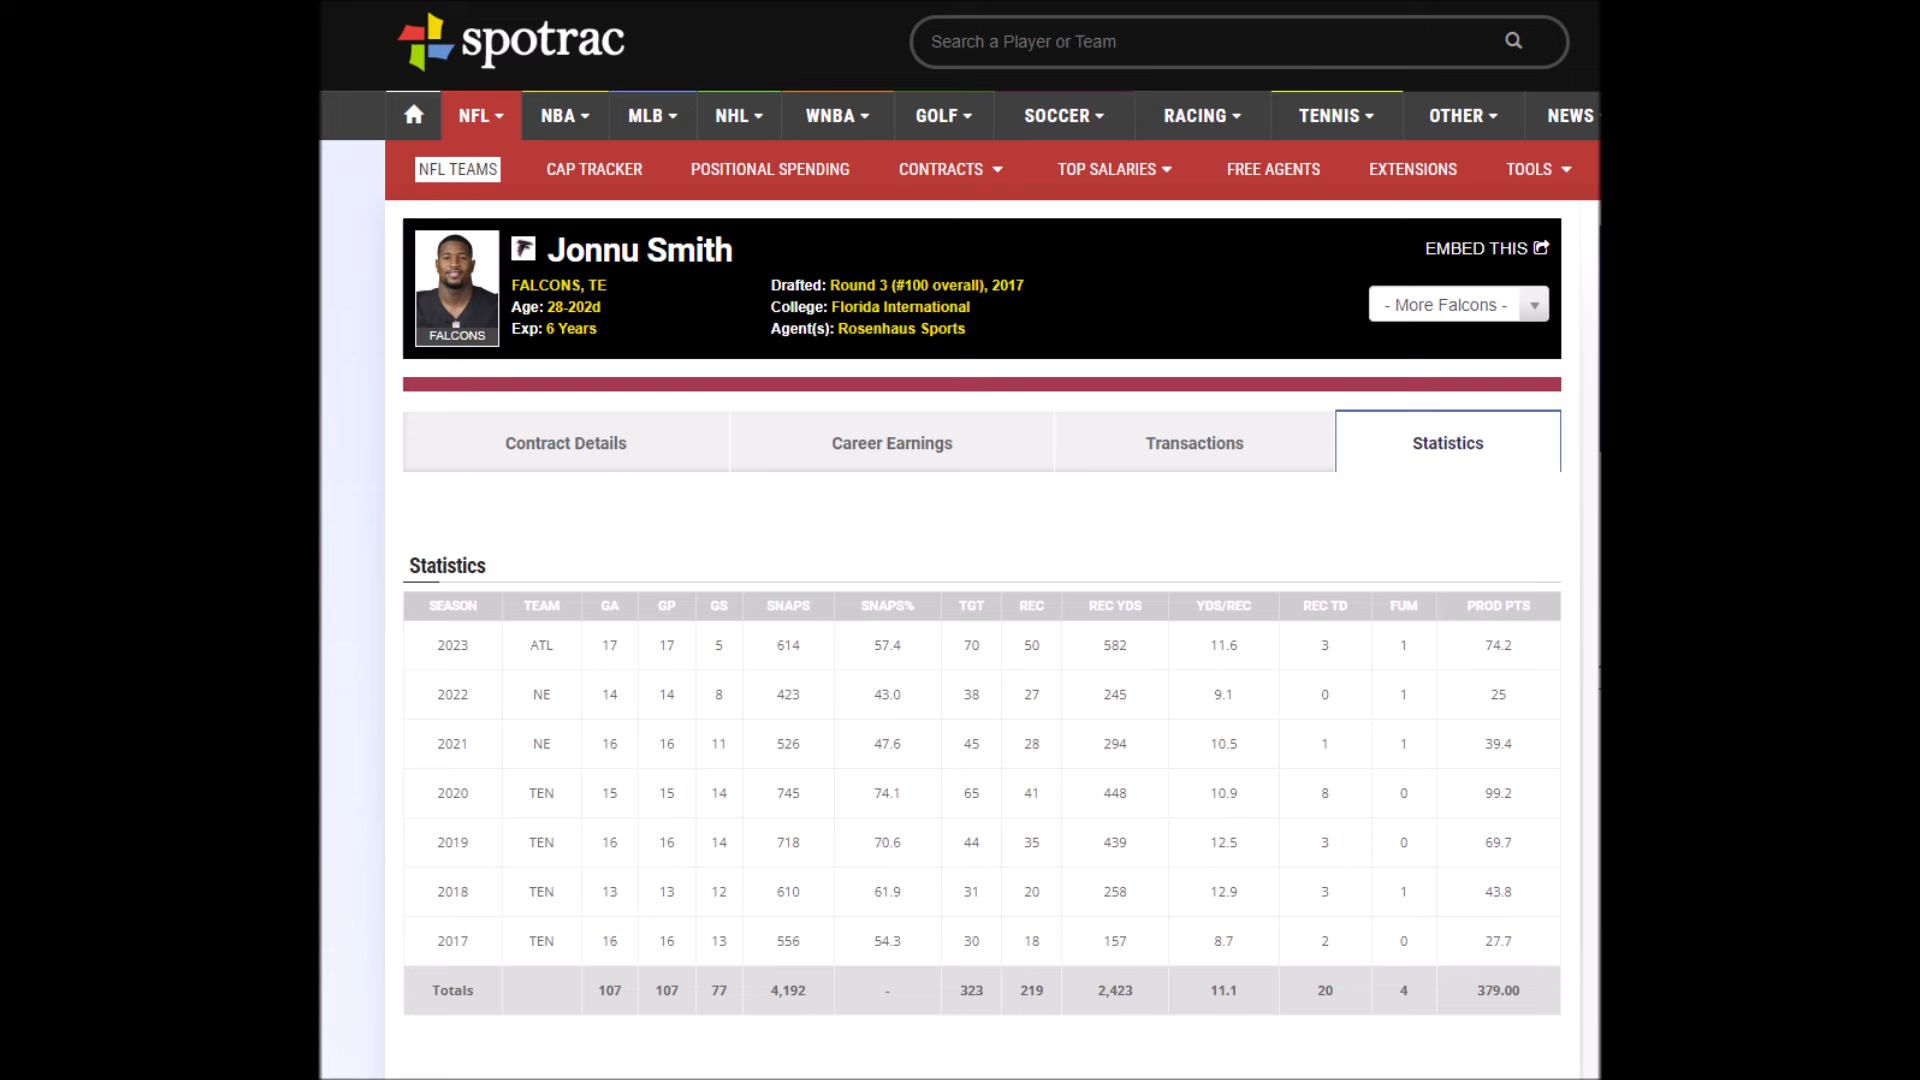 spotrac
Search a Player or Team
NFL NBA MLB NHL WNBA GOLF SOCCER RACING TENNIS OTHER NEWS
NFL TEAMS CAP TRACKER POSITIONAL SPENDING CONTRACTS TOP SALARIES FREE AGENTS EXTENSIONS TOOLS
Jonnu Smith
EMBED THIS
FALCONS, TE Drafted: Round 3 (#100 overall), 2017
Age: 28-202d College: Florida International
Exp: 6 Years Agent(s): Rosenhaus Sports
- More Falcons -
FALCONS
Contract Details Career Earnings Transactions Statistics
Statistics
SEASON TEAM GA GP GS SNAPS SNAPS% TGT REC REC YDS YDS/REC REC TD FUM PROD PTS
2023 ATL 17 17 5 614 57.4 70 50 582 11.6 3 1 74.2
2022 NE 14 14 8 423 43.0 38 27 245 9.1 0 1 25
2021 NE 16 16 11 526 47.6 45 28 294 10.5 1 1 39.4
2020 TEN 15 15 14 745 74.1 65 41 448 10.9 8 0 99.2
2019 TEN 16 16 14 718 70.6 44 35 439 12.5 3 0 69.7
2018 TEN 13 13 12 610 61.9 31 20 258 12.9 3 1 43.8
2017 TEN 16 16 13 556 54.3 30 18 157 8.7 2 0 27.7
Totals 107 107 77 4,192 - 323 219 2,423 11.1 20 4 379.00